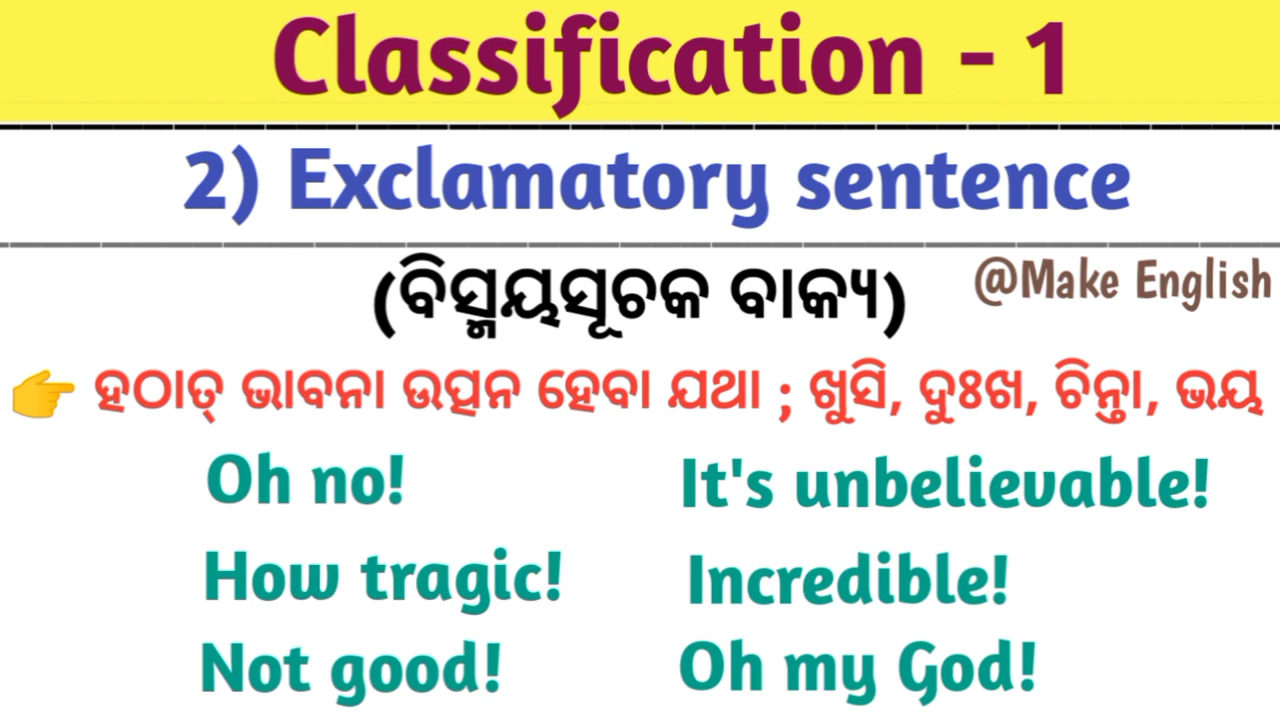 Classification - 1
2) Exclamatory sentence
(ବିସ୍ମୟସୂଚକ ବାକ୍ୟ)
@Make English
👉 ହଠାତ୍ ଭାବନା ଉତ୍ପନ ହେବା ଯଥା ; ଖୁସି, ଦୁଃଖ, ଚିନ୍ତା, ଭୟ
Oh no! It's unbelievable!
How tragic! Incredible!
Not good! Oh my God!